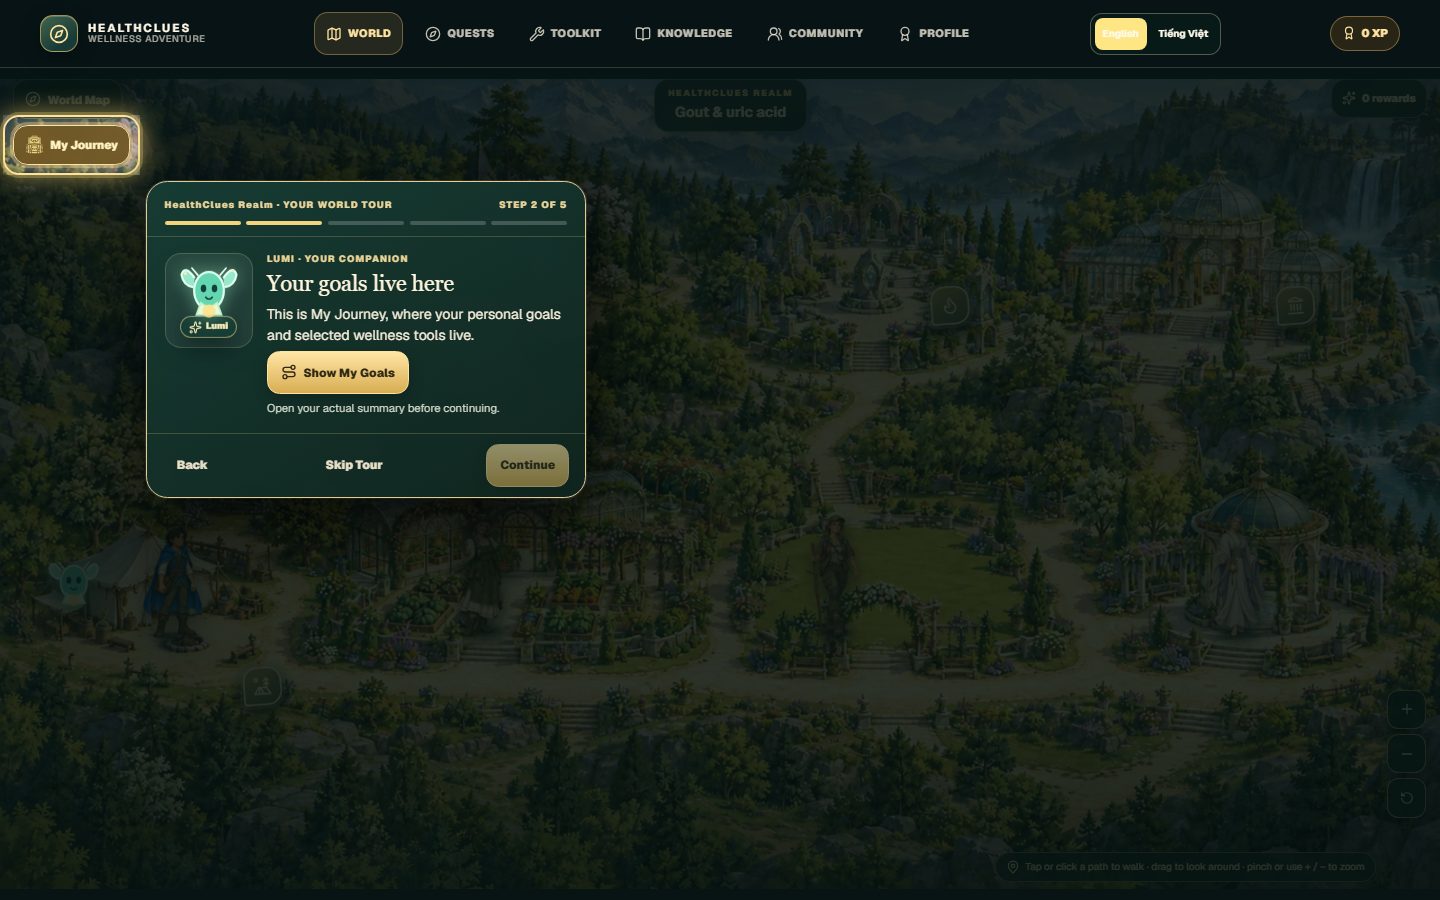 HEALTHCLUES
WELLNESS ADVENTURE
WORLD
QUESTS
TOOLKIT
KNOWLEDGE
COMMUNITY
PROFILE
English
Tiếng Việt
0 XP
World Map
HEALTHCLUES REALM
Gout & uric acid
0 rewards
My Journey
HealthClues Realm · YOUR WORLD TOUR
STEP 2 OF 5
LUMI · YOUR COMPANION
Your goals live here
This is My Journey, where your personal goals
and selected wellness tools live.
Lumi
Show My Goals
Open your actual summary before continuing.
Back
Skip Tour
Continue
Tap or click a path to walk · drag to look around · pinch or use + / − to zoom